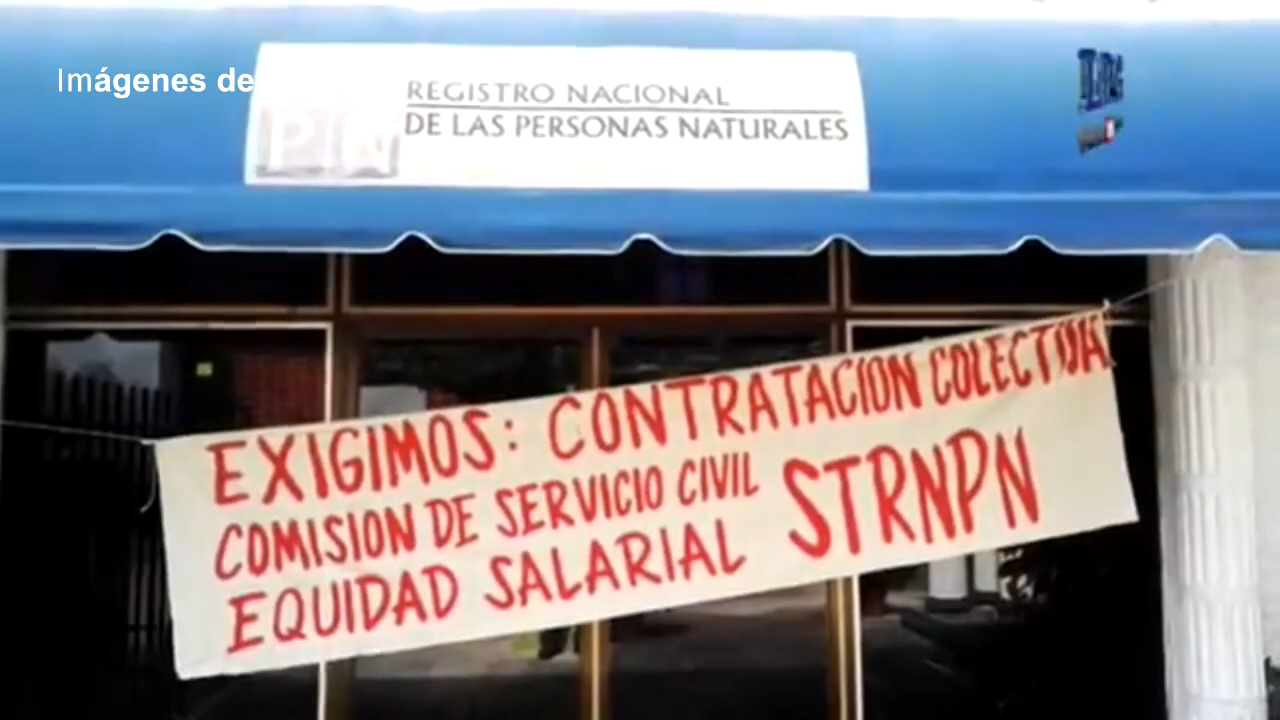 Imágenes de
REGISTRO NACIONAL
DE LAS PERSONAS NATURALES
EXIGIMOS: CONTRATACION COLECTIVA
COMISION DE SERVICIO CIVIL
EQUIDAD SALARIAL STRNPN